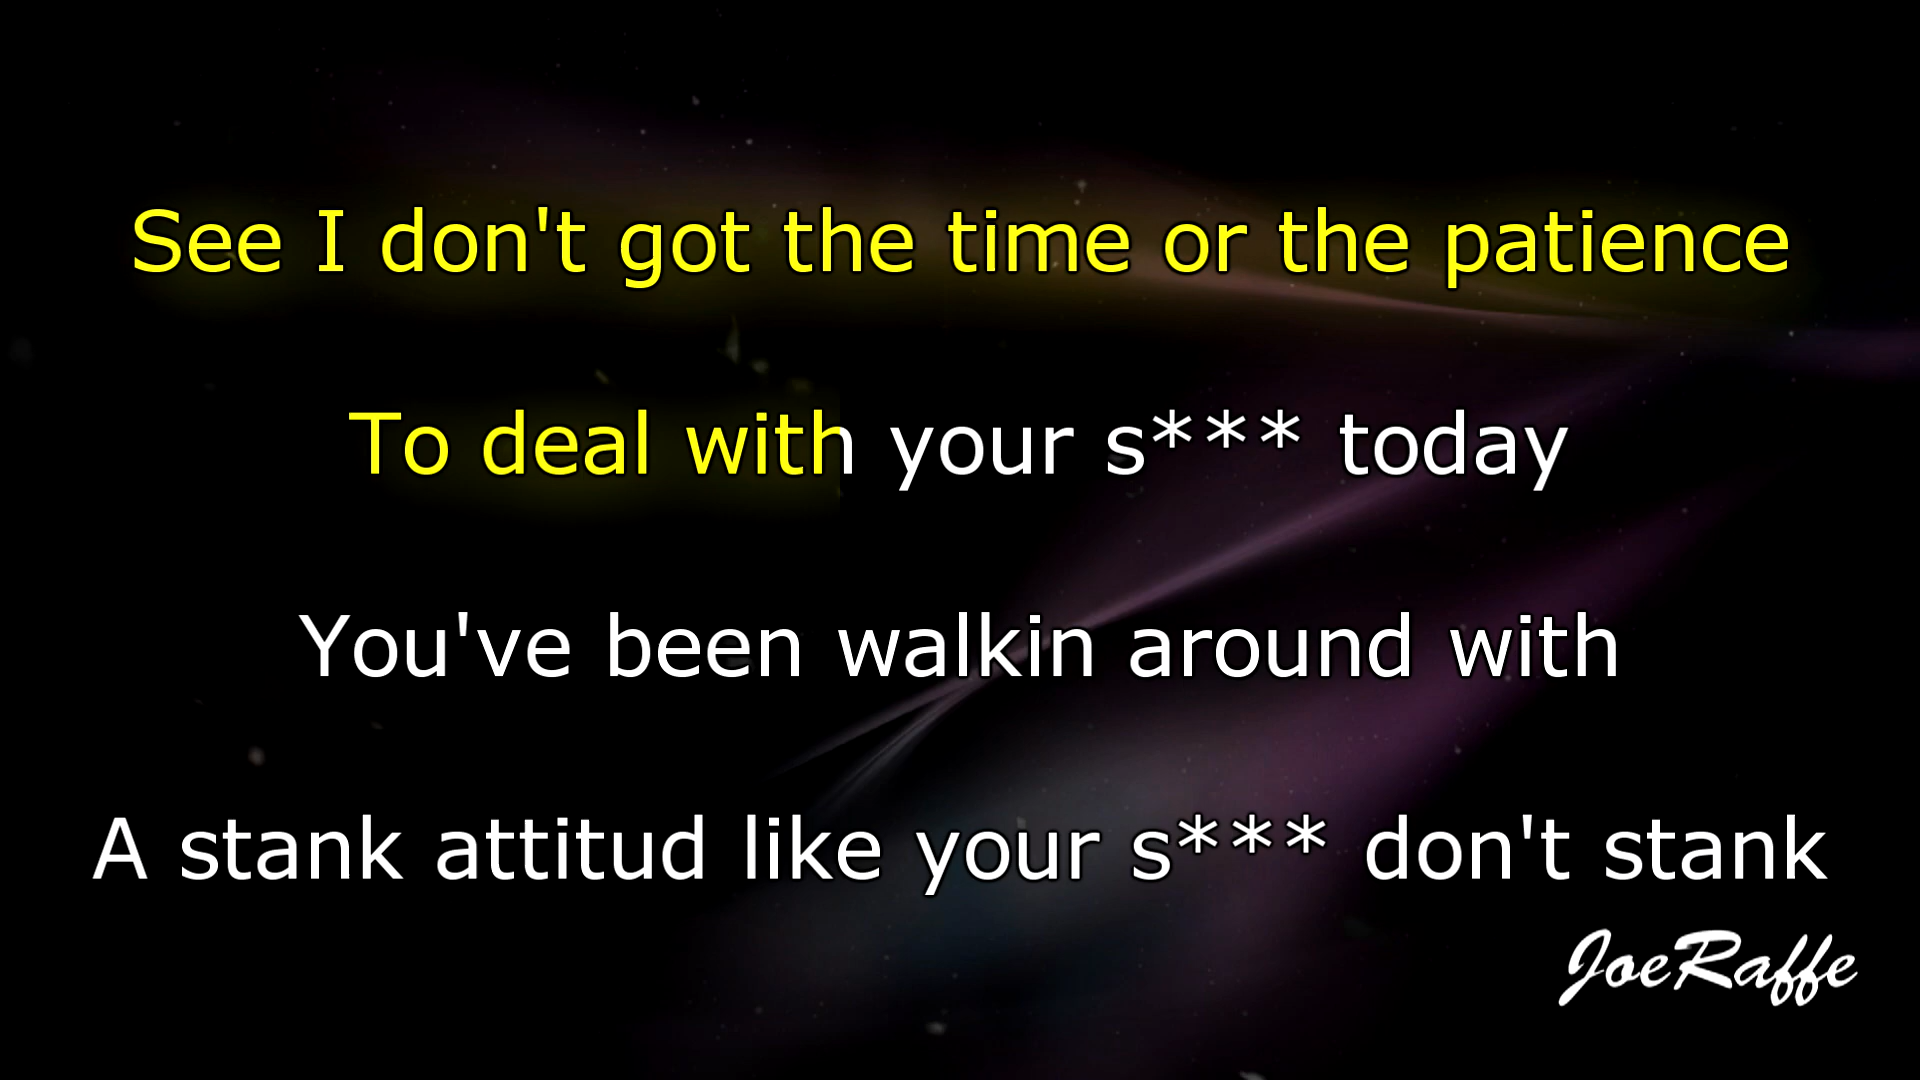 See I don't got the time or the patience
To deal with your s*** today
You've been walkin around with
A stank attitud like your s*** don't stank
JoeRaffe